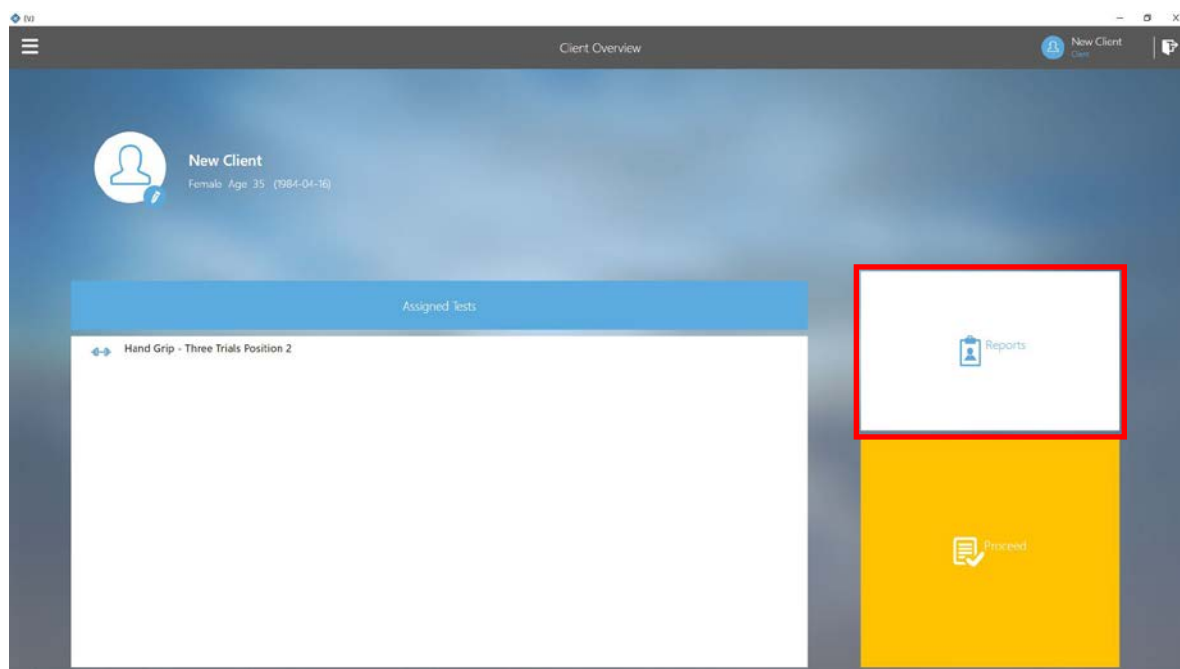 (V)
Client Overview
New Client
Client
New Client
Female Age 35 (1984-04-16)
Assigned Tests
Hand Grip - Three Trials Position 2
Reports
Proceed